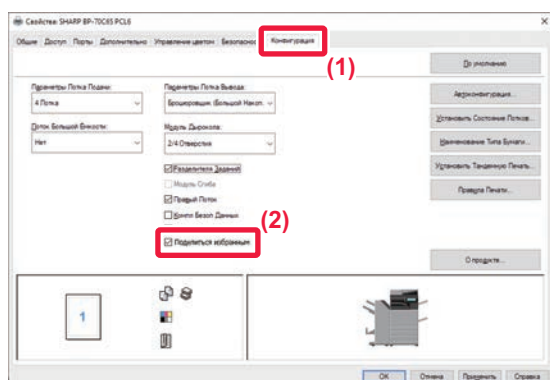 Свойства: SHARP BP-70C65 PCL6
Общие Доступ Порты Дополнительно Управление цветом Безопасность Конфигурация
(1)
По умолчанию
Параметры Лотка Подачи:
Параметры Лотка Вывода:
Автоконфигурация...
4 Лотка
Брошюровщик (Большой Накоп.
Установить Состояние Лотков...
Лоток Большой Ёмкости:
Модуль Дырокола:
Нет
2/4 Отверстия
Наименование Типа Бумаги...
Установить Тандемную Печать...
Разделители Заданий
Модуль Сгиба
Правила Печати...
Правый Лоток
Компл Безоп Данных
(2)
Поделиться избранным
О продукте...
1
OK Отмена Применить Справка